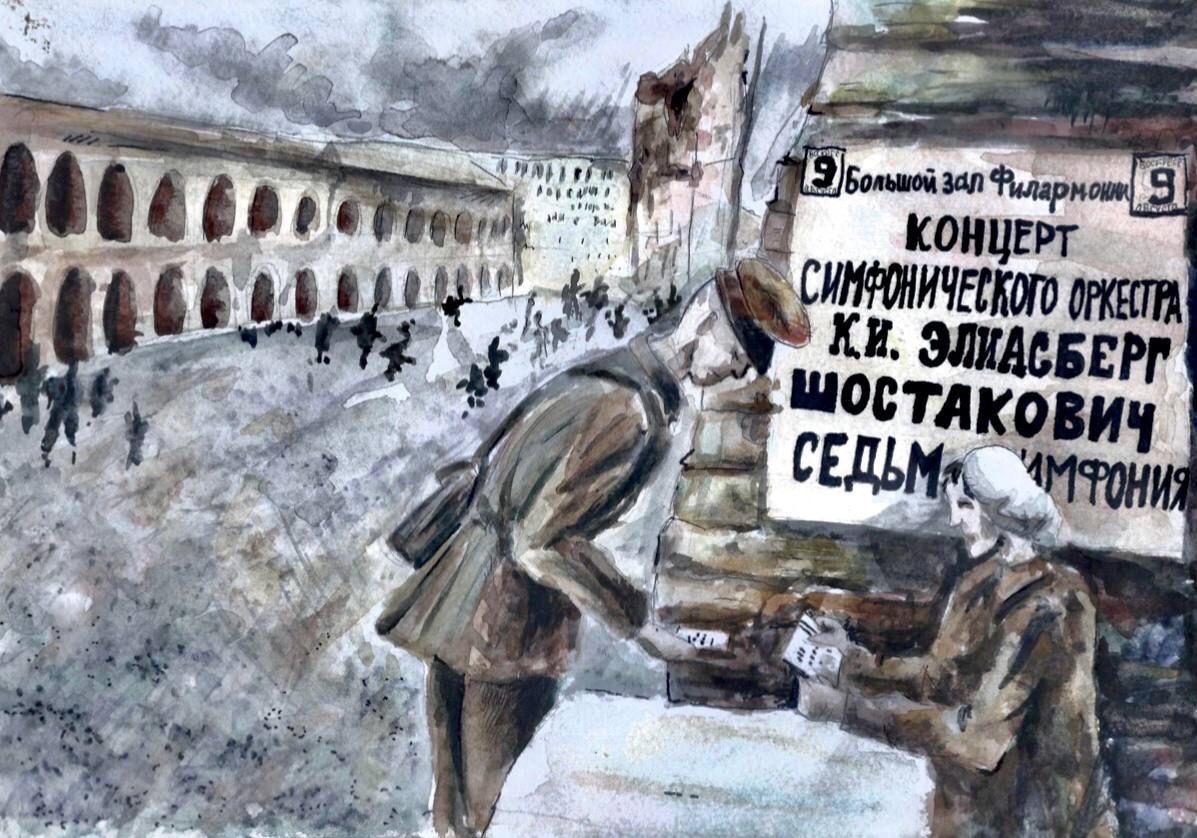 9 Большой зал Филармонии 9
КОНЦЕРТ
СИМФОНИЧЕСКОГО ОРКЕСТРА
К.И. ЭЛИАСБЕРГ
ШОСТАКОВИЧ
СЕДЬМ ИМФОНИЯ